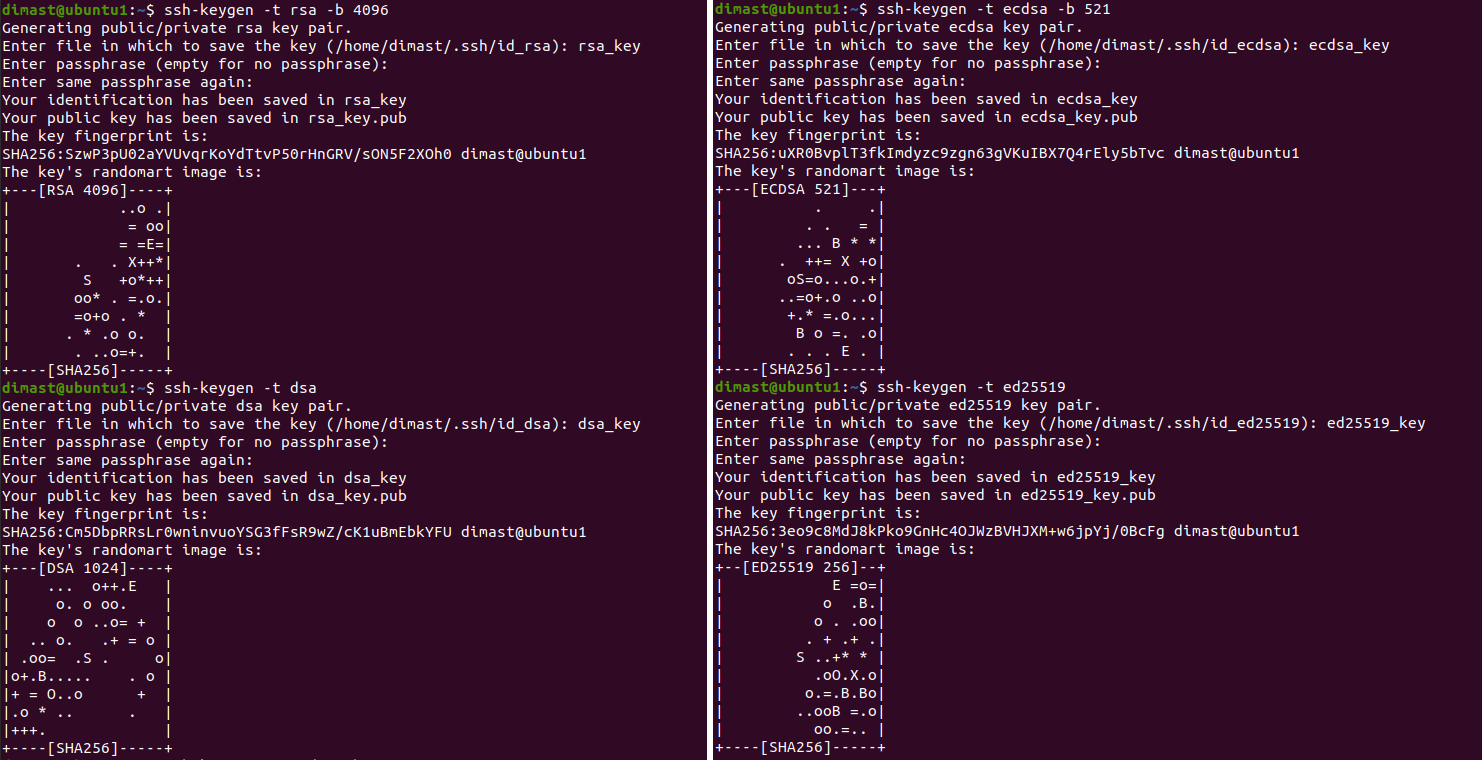 dimast@ubuntu1:~$ ssh-keygen -t rsa -b 4096
Generating public/private rsa key pair.
Enter file in which to save the key (/home/dimast/.ssh/id_rsa): rsa_key
Enter passphrase (empty for no passphrase):
Enter same passphrase again:
Your identification has been saved in rsa_key
Your public key has been saved in rsa_key.pub
The key fingerprint is:
SHA256:SzwP3pU02aYVUvqrKoYdTtvP50rHnGRV/sON5F2XOh0 dimast@ubuntu1
The key's randomart image is:
+---[RSA 4096]----+
|             ..o .|
|              = oo|
|             = =E=|
|        .   . X++*|
|         S   +o*++|
|        oo* . =.o.|
|        =o+o . *  |
|       . * .o o.  |
|        . ..o=+.  |
+----[SHA256]-----+
dimast@ubuntu1:~$ ssh-keygen -t dsa
Generating public/private dsa key pair.
Enter file in which to save the key (/home/dimast/.ssh/id_dsa): dsa_key
Enter passphrase (empty for no passphrase):
Enter same passphrase again:
Your identification has been saved in dsa_key
Your public key has been saved in dsa_key.pub
The key fingerprint is:
SHA256:Cm5DbpRRsLr0wninvuoYSG3fFsR9wZ/cK1uBmEbkYFU dimast@ubuntu1
The key's randomart image is:
+---[DSA 1024]----+
|    ...  o++.E   |
|     o. o oo.    |
|    o  o ..o= +  |
|  .. o.   .+ = o |
| .oo=  .S .     o|
|o+.B.....    . o |
|+ = O..o      +  |
|.o * ..      .   |
|+++.             |
+----[SHA256]-----+
dimast@ubuntu1:~$ ssh-keygen -t ecdsa -b 521
Generating public/private ecdsa key pair.
Enter file in which to save the key (/home/dimast/.ssh/id_ecdsa): ecdsa_key
Enter passphrase (empty for no passphrase):
Enter same passphrase again:
Your identification has been saved in ecdsa_key
Your public key has been saved in ecdsa_key.pub
The key fingerprint is:
SHA256:uXR0BvplT3fkImdyzc9zgn63gVKuIBX7Q4rEly5bTvc dimast@ubuntu1
The key's randomart image is:
+---[ECDSA 521]---+
|          .     .|
|         . .   = |
|        ... B * *|
|      .  ++= X +o|
|       oS=o...o.+|
|      ..=o+.o ..o|
|       +.* =.o...|
|        B o =. .o|
|       . . . E . |
+----[SHA256]-----+
dimast@ubuntu1:~$ ssh-keygen -t ed25519
Generating public/private ed25519 key pair.
Enter file in which to save the key (/home/dimast/.ssh/id_ed25519): ed25519_key
Enter passphrase (empty for no passphrase):
Enter same passphrase again:
Your identification has been saved in ed25519_key
Your public key has been saved in ed25519_key.pub
The key fingerprint is:
SHA256:3eo9c8MdJ8kPko9GnHc4OJWzBVHJXM+w6jpYj/0BcFg dimast@ubuntu1
The key's randomart image is:
+--[ED25519 256]--+
|            E =o=|
|           o  .B.|
|          o . .oo|
|         . + .+ .|
|        S ..+* * |
|          .oO.X.o|
|         o.=.B.Bo|
|        ..ooB =.o|
|          oo.=.. |
+----[SHA256]-----+